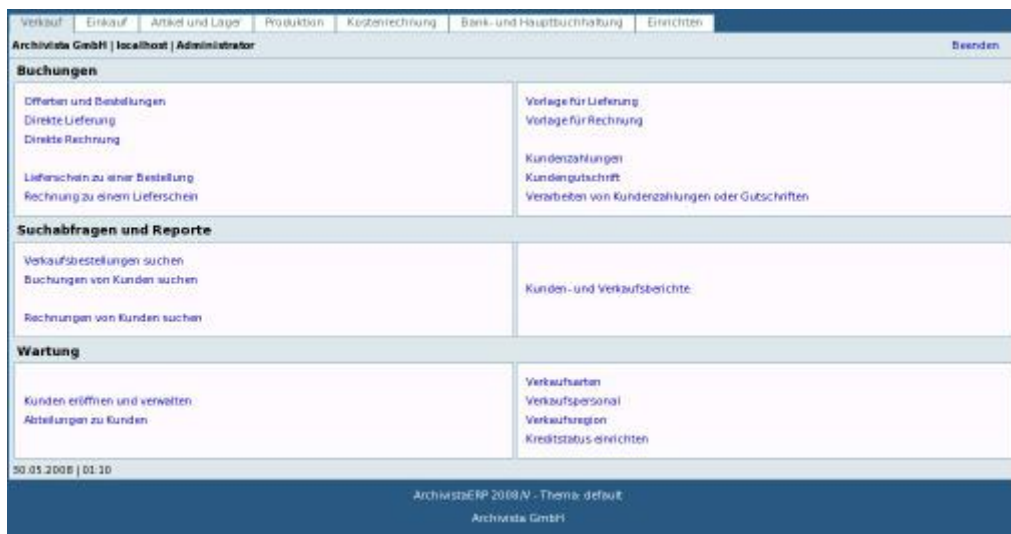 Verkauf Einkauf Artikel und Lager Produktion Kostenrechnung Bank- und Hauptbuchhaltung Einrichten
Archivista GmbH | localhost | Administrator Beenden
Buchungen
Offerten und Bestellungen
Direkte Lieferung
Direkte Rechnung
Lieferschein zu einer Bestellung
Rechnung zu einem Lieferschein
Vorlage für Lieferung
Vorlage für Rechnung
Kundenzahlungen
Kundengutschrift
Verarbeiten von Kundenzahlungen oder Gutschriften
Suchabfragen und Reporte
Verkaufsbestellungen suchen
Buchungen von Kunden suchen
Rechnungen von Kunden suchen
Kunden- und Verkaufsberichte
Wartung
Kunden eröffnen und verwalten
Abteilungen zu Kunden
Verkaufsarten
Verkaufspersonal
Verkaufsregion
Kreditstatus einrichten
30.05.2008 | 01:10
ArchivistaERP 2008/V - Thema: default
Archivista GmbH